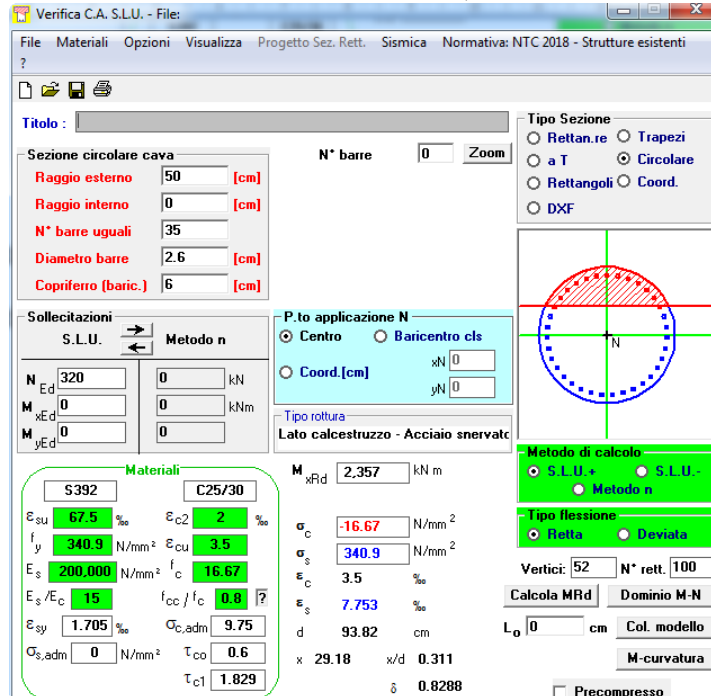 Verifica C.A. S.L.U. - File:
File Materiali Opzioni Visualizza Progetto Sez. Rett. Sismica Normativa: NTC 2018 - Strutture esistenti
?
Titolo :
Tipo Sezione
Rettan.re Trapezi
a T Circolare
Rettangoli Coord.
DXF
Sezione circolare cava
N° barre 0 Zoom
Raggio esterno 50 [cm]
Raggio interno 0 [cm]
N° barre uguali 35
Diametro barre 2.6 [cm]
Copriferro (baric.) 6 [cm]
N
Sollecitazioni
S.L.U. Metodo n
N Ed 320 0 kN
M xEd 0 0 kNm
M yEd 0 0
P.to applicazione N
Centro Baricentro cls
Coord.[cm] xN 0
yN 0
Tipo rottura
Lato calcestruzzo - Acciaio snervato
Metodo di calcolo
S.L.U.+ S.L.U.-
Metodo n
Tipo flessione
Retta Deviata
Materiali
S392 C25/30
εsu 67.5 ‰ εc2 2 ‰
fy 340.9 N/mm² εcu 3.5
Es 200,000 N/mm² fc 16.67
Es/Ec 15 fcc / fc 0.8 ?
εsy 1.705 ‰ σc,adm 9.75
σs,adm 0 N/mm² τco 0.6
τc1 1.829
M xRd 2,357 kN m
σc -16.67 N/mm²
σs 340.9 N/mm²
εc 3.5 ‰
εs 7.753 ‰
d 93.82 cm
x 29.18 x/d 0.311
δ 0.8288
Vertici: 52 N° rett. 100
Calcola MRd Dominio M-N
Lo 0 cm Col. modello
M-curvatura
Precompresso